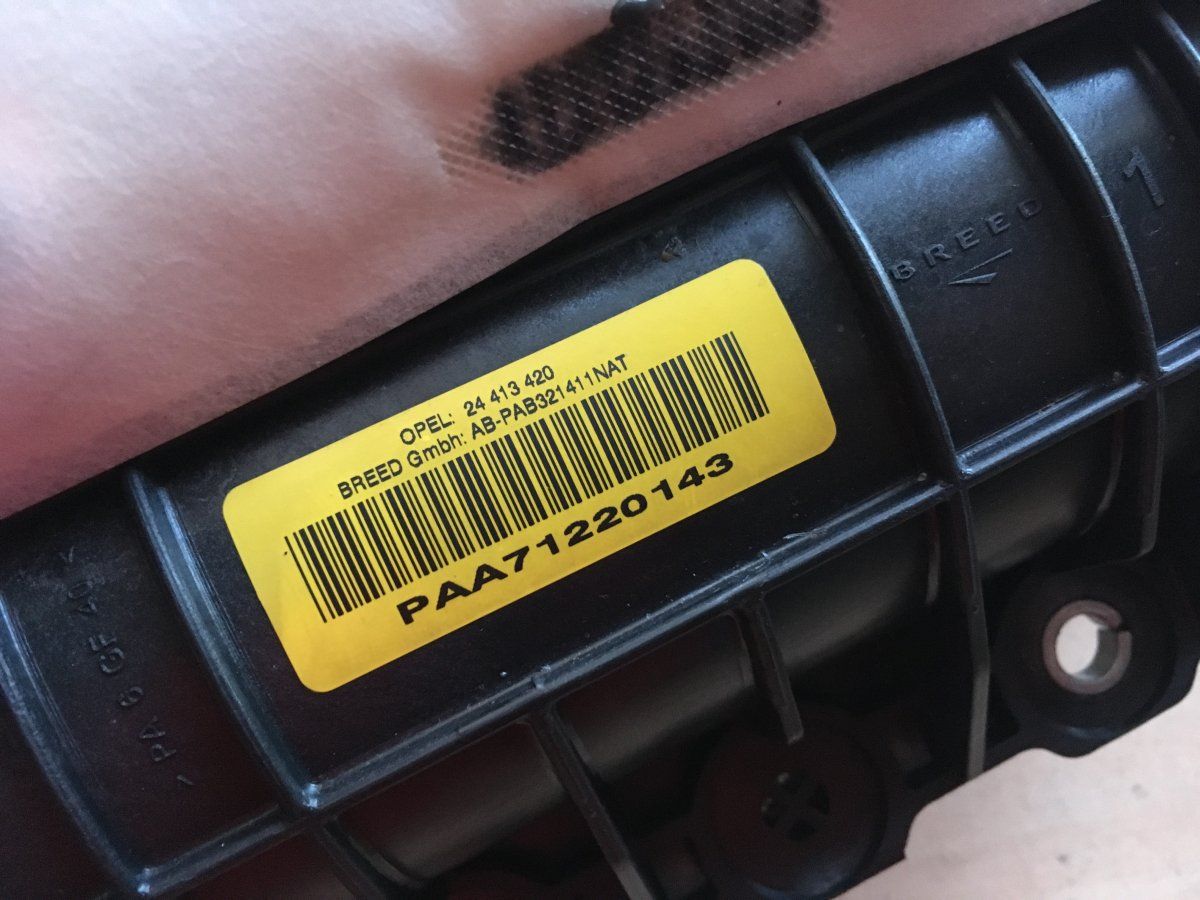 BREED
1
OPEL: 24 413 420
BREED Gmbh: AB-PAB321411NAT
PAA71220143
PA 6 GF 40